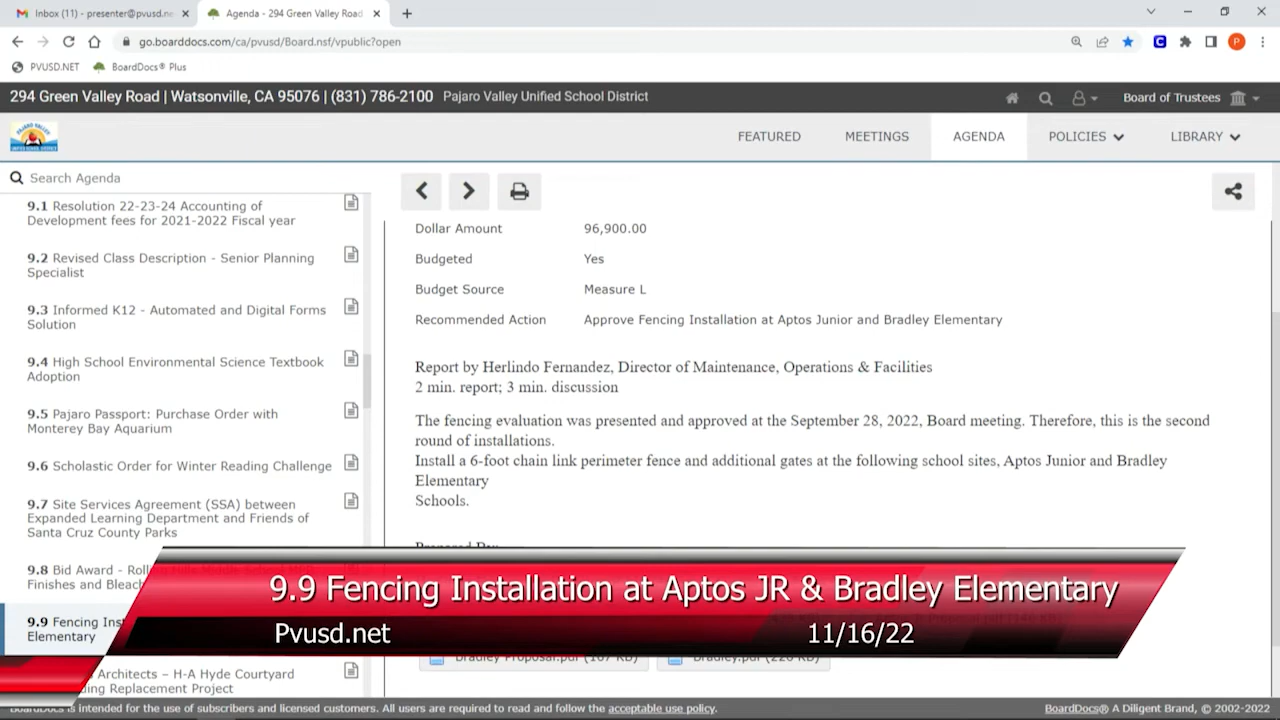 Inbox (11) - presenter@pvusd.ne
Agenda - 294 Green Valley Road
go.boarddocs.com/ca/pvusd/Board.nsf/vpublic?open
P
PVUSD.NET
BoardDocs® Plus
294 Green Valley Road | Watsonville, CA 95076 | (831) 786-2100 Pajaro Valley Unified School District
Board of Trustees
FEATURED MEETINGS AGENDA POLICIES LIBRARY
Search Agenda
9.1 Resolution 22-23-24 Accounting of
Development fees for 2021-2022 Fiscal year
9.2 Revised Class Description - Senior Planning
Specialist
9.3 Informed K12 - Automated and Digital Forms
Solution
9.4 High School Environmental Science Textbook
Adoption
9.5 Pajaro Passport: Purchase Order with
Monterey Bay Aquarium
9.6 Scholastic Order for Winter Reading Challenge
9.7 Site Services Agreement (SSA) between
Expanded Learning Department and Friends of
Santa Cruz County Parks
9.8 Bid Award -
Finishes and
9.9 Fencing
Elementary
Architects – H-A Hyde Courtyard
Replacement Project
Dollar Amount 96,900.00
Budgeted Yes
Budget Source Measure L
Recommended Action Approve Fencing Installation at Aptos Junior and Bradley Elementary
Report by Herlindo Fernandez, Director of Maintenance, Operations & Facilities
2 min. report; 3 min. discussion
The fencing evaluation was presented and approved at the September 28, 2022, Board meeting. Therefore, this is the second
round of installations.
Install a 6-foot chain link perimeter fence and additional gates at the following school sites, Aptos Junior and Bradley
Elementary
Schools.
9.9 Fencing Installation at Aptos JR & Bradley Elementary
Pvusd.net 11/16/22
Bradley Proposal.pdf (167 KB) Bradley.pdf (226 KB)
BoardDocs is intended for the use of subscribers and licensed customers. All users are required to read and follow the acceptable use policy.
BoardDocs® A Diligent Brand, © 2002-2022